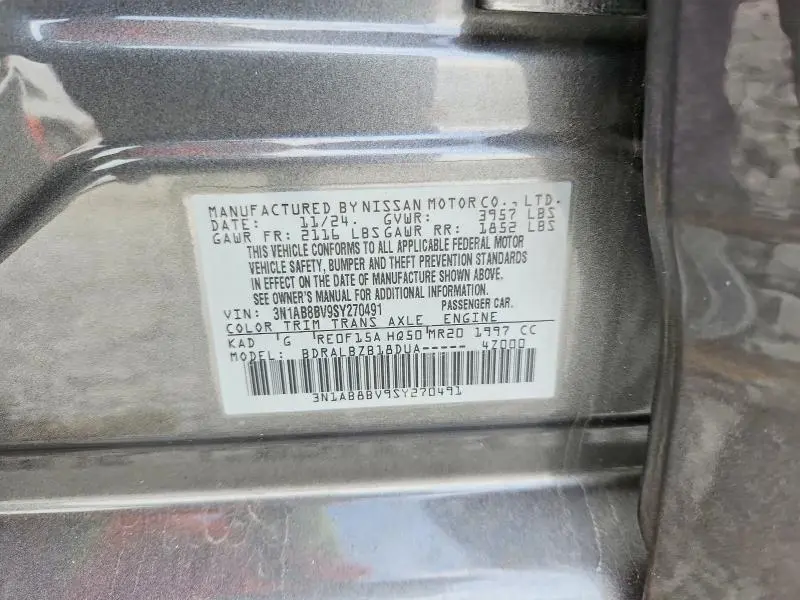 MANUFACTURED BY NISSAN MOTOR CO., LTD.
DATE: 11/24. GVWR: 3957 LBS
GAWR FR: 2116 LBS GAWR RR: 1852 LBS
THIS VEHICLE CONFORMS TO ALL APPLICABLE FEDERAL MOTOR
VEHICLE SAFETY, BUMPER AND THEFT PREVENTION STANDARDS
IN EFFECT ON THE DATE OF MANUFACTURE SHOWN ABOVE.
SEE OWNER'S MANUAL FOR ADDITIONAL INFORMATION.
VIN: 3N1AB8BV9SY270491 PASSENGER CAR.
COLOR TRIM TRANS AXLE ENGINE
KAD G RE0F15A HQ50 MR20 1997 CC
MODEL: BDRALBZB18DUA----- 47000
3N1AB8BV9SY270491